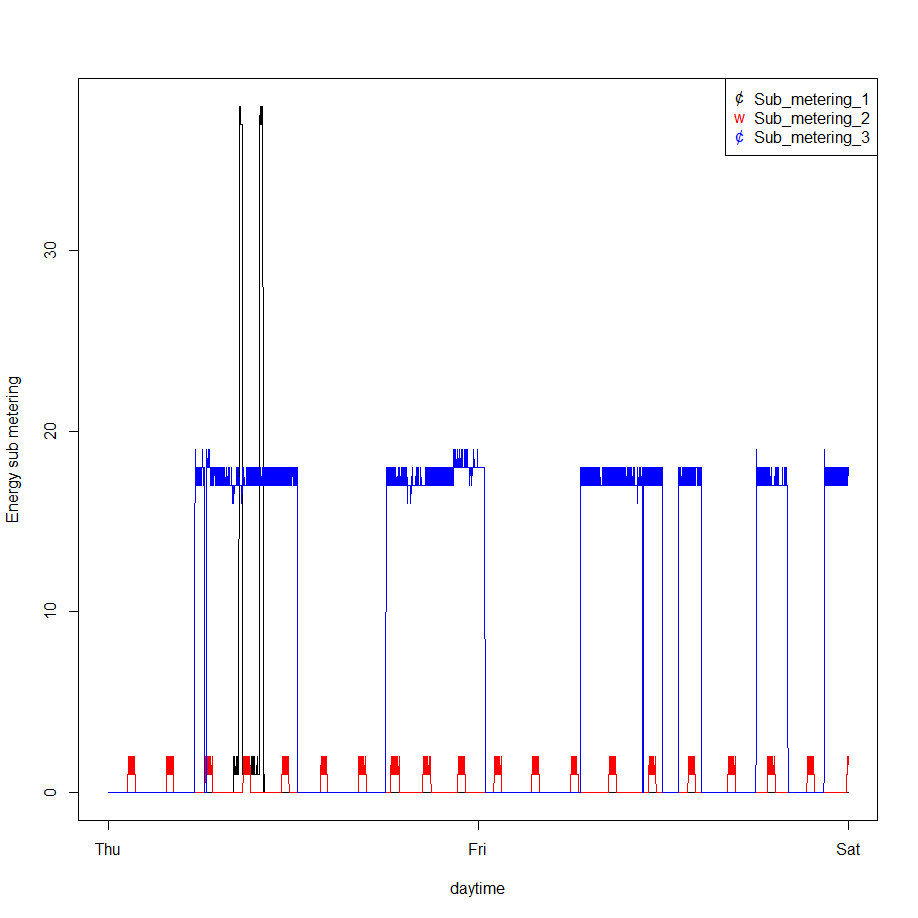 ¢ Sub_metering_1
w Sub_metering_2
¢ Sub_metering_3
30
20
10
0
Energy sub metering
Thu Fri Sat
daytime